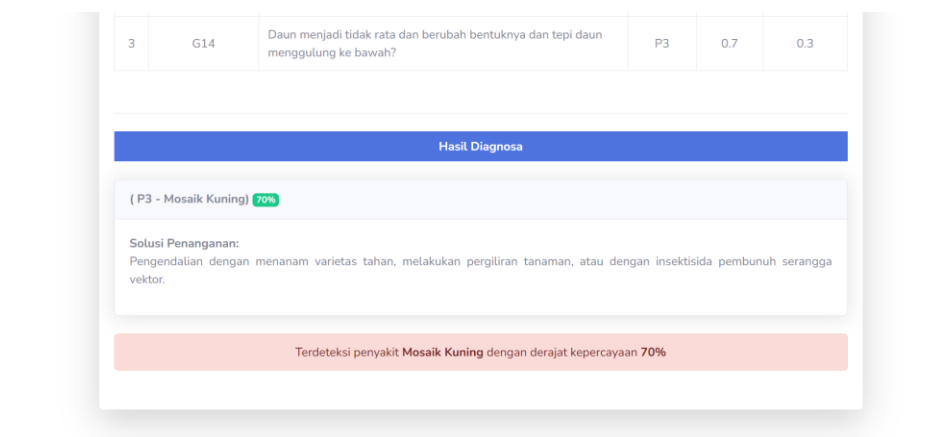 3 G14 Daun menjadi tidak rata dan berubah bentuknya dan tepi daun P3 0.7 0.3
menggulung ke bawah?
Hasil Diagnosa
( P3 - Mosaik Kuning) 70%
Solusi Penanganan:
Pengendalian dengan menanam varietas tahan, melakukan pergiliran tanaman, atau dengan insektisida pembunuh serangga
vektor.
Terdeteksi penyakit Mosaik Kuning dengan derajat kepercayaan 70%